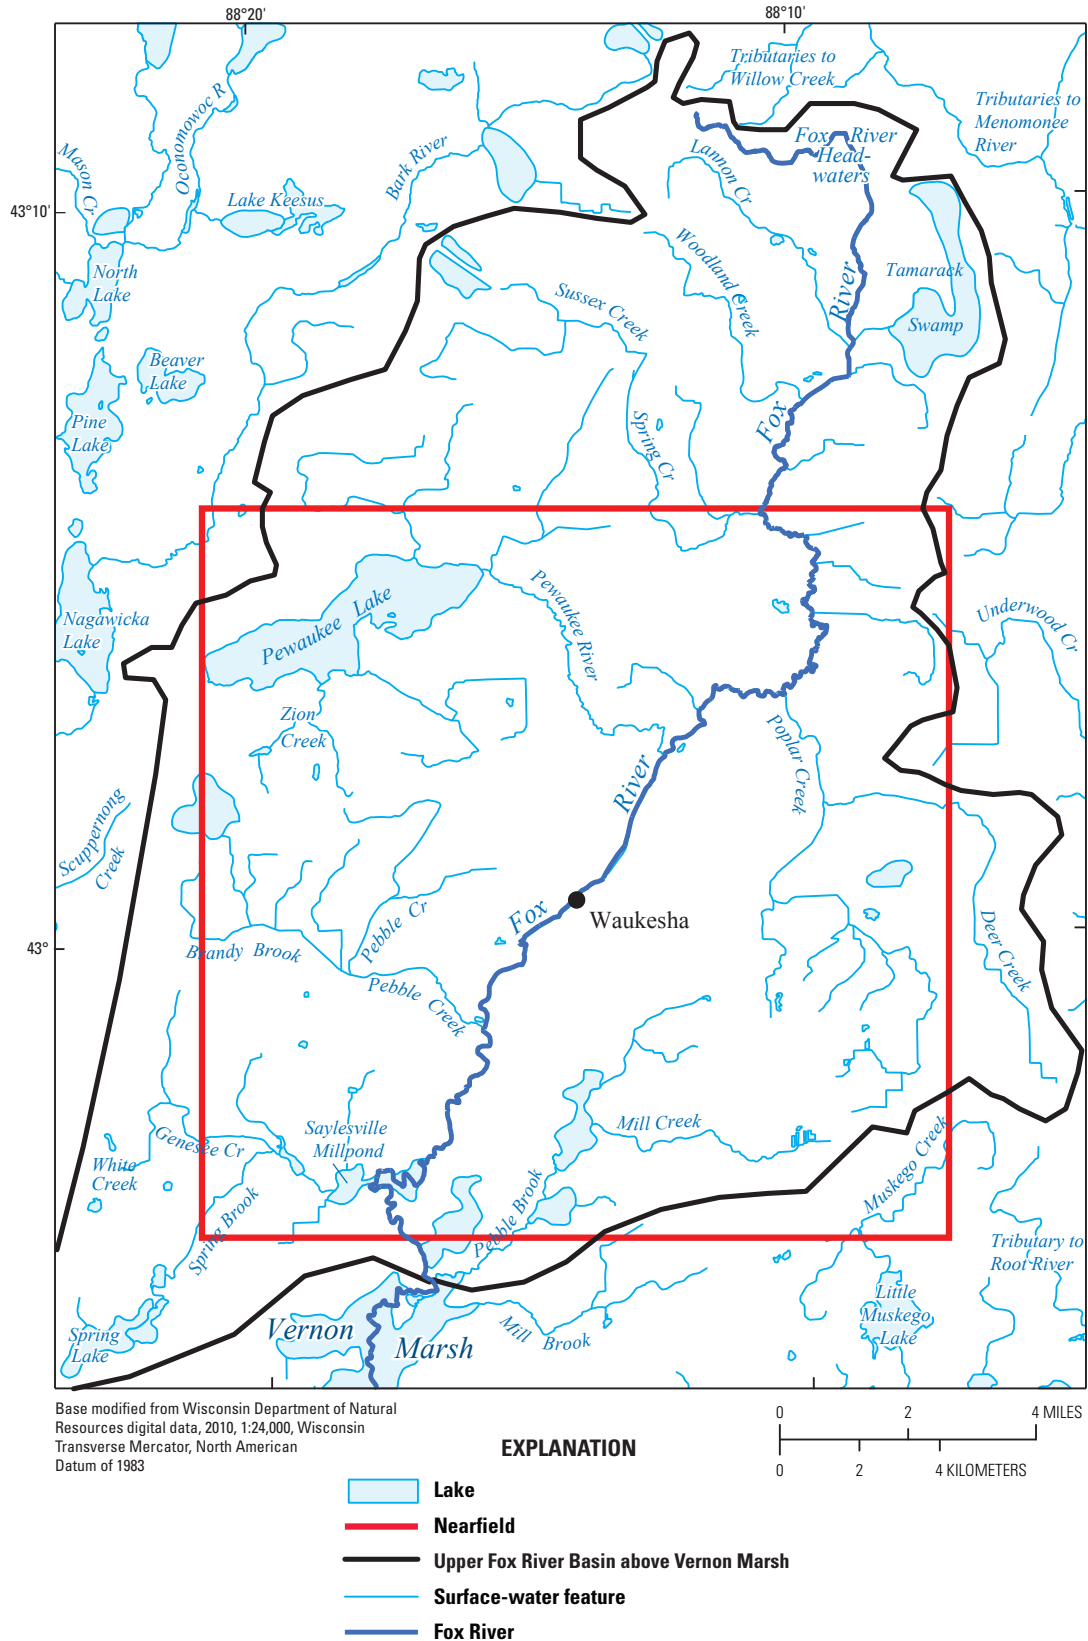 88°20'
88°10'
Tributaries to
Willow Creek
Tributaries to
Menomonee
River
Oconomowoc R
Mason Cr
Bark River
Lannon Cr
Fox River
Head-
waters
Lake Keesus
43°10'
North
Lake
Woodland Creek
River
Tamarack
Swamp
Sussex Creek
Beaver
Lake
Pine
Lake
Fox
Spring Cr
Nagawicka
Lake
Pewaukee Lake
Pewaukee River
Underwood Cr
Zion
Creek
Poplar Creek
River
Scuppernong
Creek
Fox
Waukesha
Pebble Cr
Deer Creek
43°
Brandy Brook
Pebble Creek
Saylesville
Millpond
Mill Creek
Genesee Cr
White
Creek
Muskego Creek
Spring Brook
Pebble Brook
Tributary to
Root River
Little
Muskego
Lake
Spring
Lake
Vernon
Marsh
Mill Brook
Base modified from Wisconsin Department of Natural
Resources digital data, 2010, 1:24,000, Wisconsin
Transverse Mercator, North American
Datum of 1983
0 2 4 MILES
0 2 4 KILOMETERS
EXPLANATION
Lake
Nearfield
Upper Fox River Basin above Vernon Marsh
Surface-water feature
Fox River